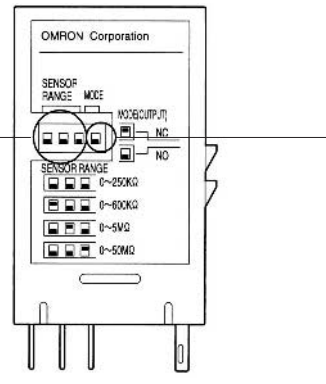 OMRON Corporation
SENSOR
RANGE MODE
MODE(OUTPUT)
NC
NO
SENSOR RANGE
0~250KΩ
0~600KΩ
0~5MΩ
0~50MΩ